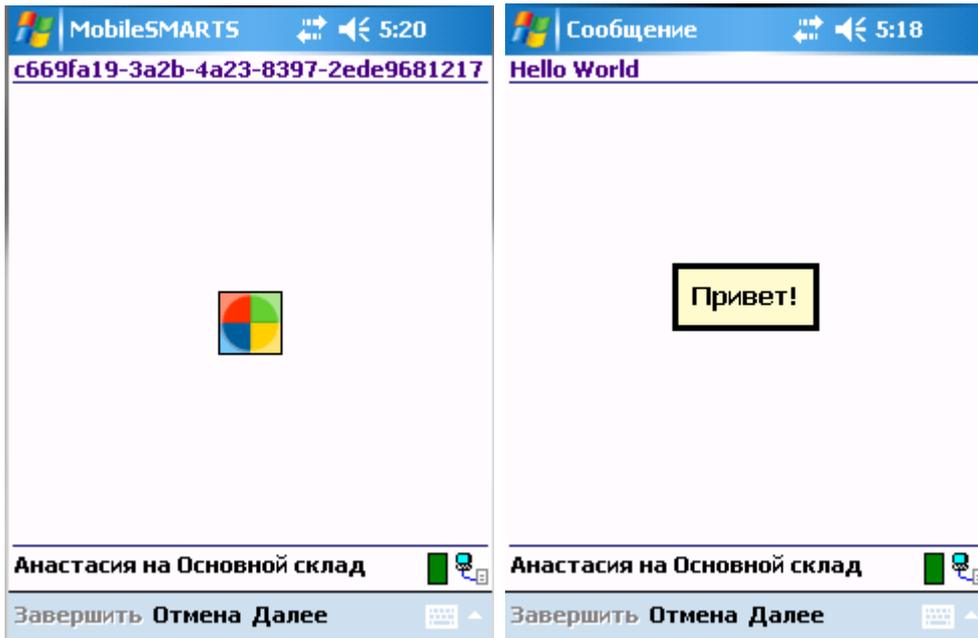 MobileSMARTS 5:20
c669fa19-3a2b-4a23-8397-2ede9681217
Анастасия на Основной склад
Завершить Отмена Далее
Сообщение 5:18
Hello World
Привет!
Анастасия на Основной склад
Завершить Отмена Далее